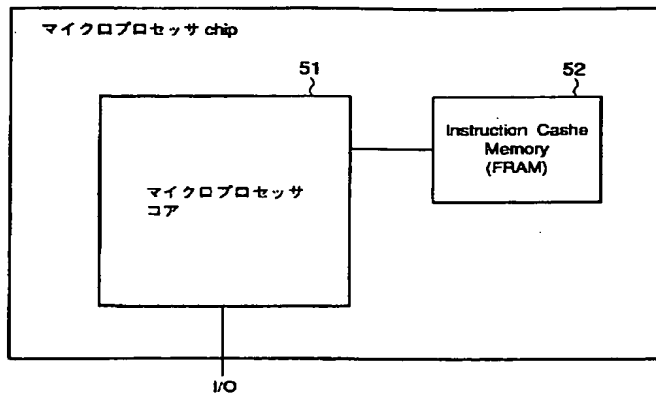 マイクロプロセッサ chip
51
52
Instruction Cashe
Memory
(FRAM)
マイクロプロセッサ
コア
I/O